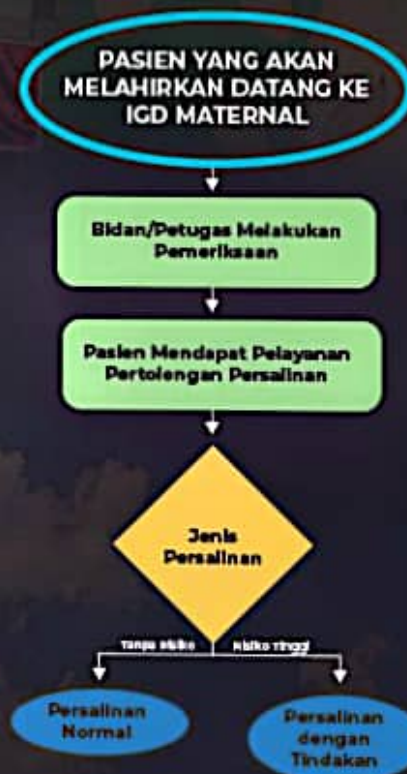 PASIEN YANG AKAN
MELAHIRKAN DATANG KE
IGD MATERNAL
Bidan/Petugas Melakukan
Pemeriksaan
Pasien Mendapat Pelayanan
Pertolongan Persalinan
Jenis
Persalinan
Tanpa Risiko
Risiko Tinggi
Persalinan
Normal
Persalinan
dengan
Tindakan